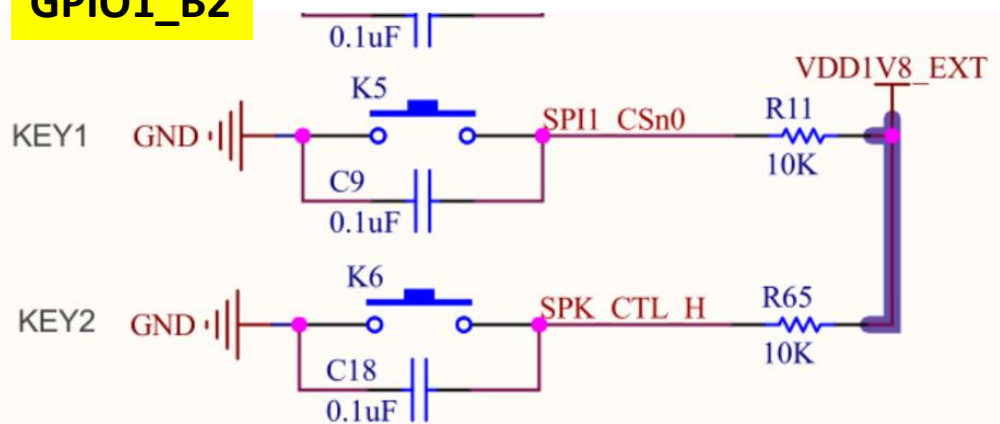 GPIO1_B2
0.1uF
VDD1V8_EXT
K5
SPI1_CSn0
R11
KEY1
GND
10K
C9
0.1uF
K6
SPK_CTL_H
R65
KEY2
GND
10K
C18
0.1uF